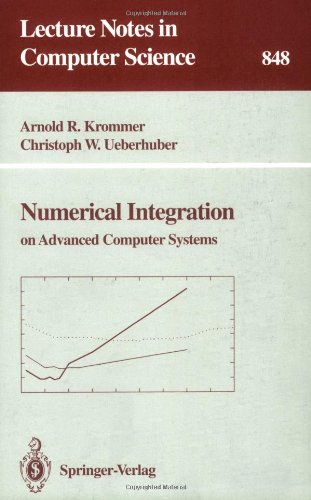 Lecture Notes in
Computer Science
848
Arnold R. Krommer
Christoph W. Ueberhuber
Numerical Integration
on Advanced Computer Systems
Springer-Verlag